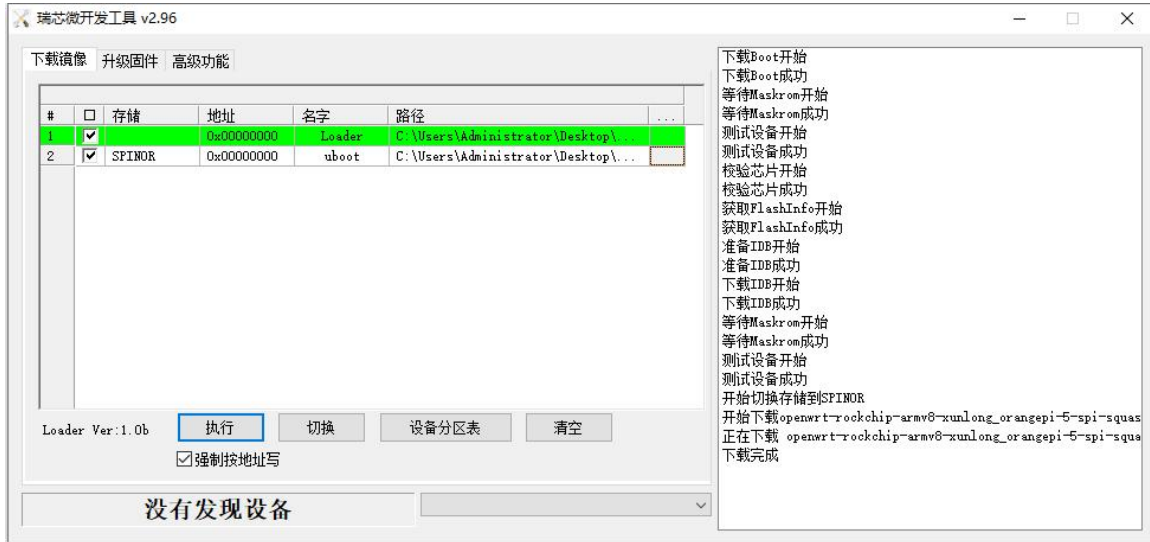 瑞芯微开发工具 v2.96
下载镜像 升级固件 高级功能
# 存储 地址 名字 路径 ...
1 0x00000000 Loader C:\Users\Administrator\Desktop\...
2 SPINOR 0x00000000 uboot C:\Users\Administrator\Desktop\...
Loader Ver:1.0b 执行 切换 设备分区表 清空
强制按地址写
没有发现设备
下载Boot开始
下载Boot成功
等待Maskrom开始
等待Maskrom成功
测试设备开始
测试设备成功
校验芯片开始
校验芯片成功
获取FlashInfo开始
获取FlashInfo成功
准备IDB开始
准备IDB成功
下载IDB开始
下载IDB成功
等待Maskrom开始
等待Maskrom成功
测试设备开始
测试设备成功
开始切换存储到SPINOR
开始下载openwrt-rockchip-armv8-xunlong_orangepi-5-spi-squas
正在下载 openwrt-rockchip-armv8-xunlong_orangepi-5-spi-squa
下载完成